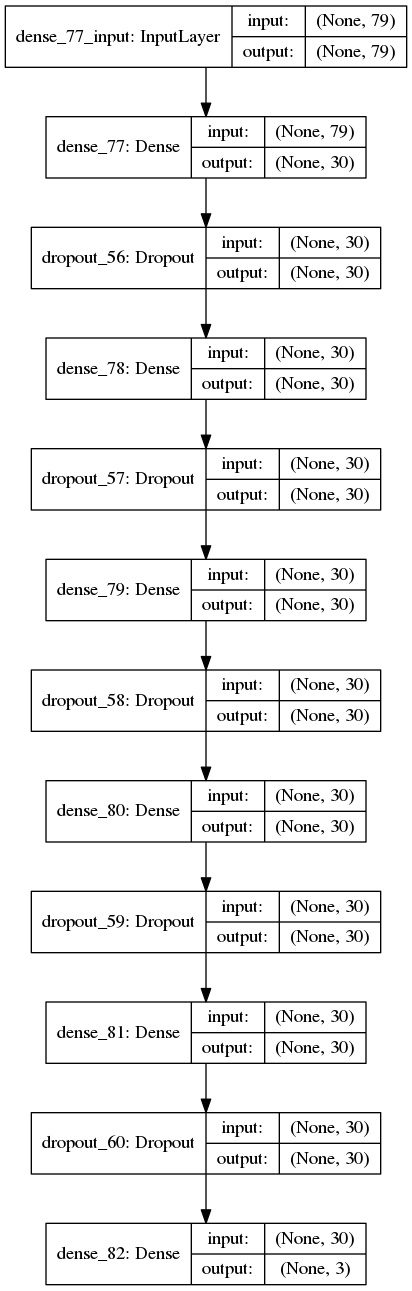 dense_77_input: InputLayer
input: (None, 79)
output: (None, 79)
dense_77: Dense
input: (None, 79)
output: (None, 30)
dropout_56: Dropout
input: (None, 30)
output: (None, 30)
dense_78: Dense
input: (None, 30)
output: (None, 30)
dropout_57: Dropout
input: (None, 30)
output: (None, 30)
dense_79: Dense
input: (None, 30)
output: (None, 30)
dropout_58: Dropout
input: (None, 30)
output: (None, 30)
dense_80: Dense
input: (None, 30)
output: (None, 30)
dropout_59: Dropout
input: (None, 30)
output: (None, 30)
dense_81: Dense
input: (None, 30)
output: (None, 30)
dropout_60: Dropout
input: (None, 30)
output: (None, 30)
dense_82: Dense
input: (None, 30)
output: (None, 3)